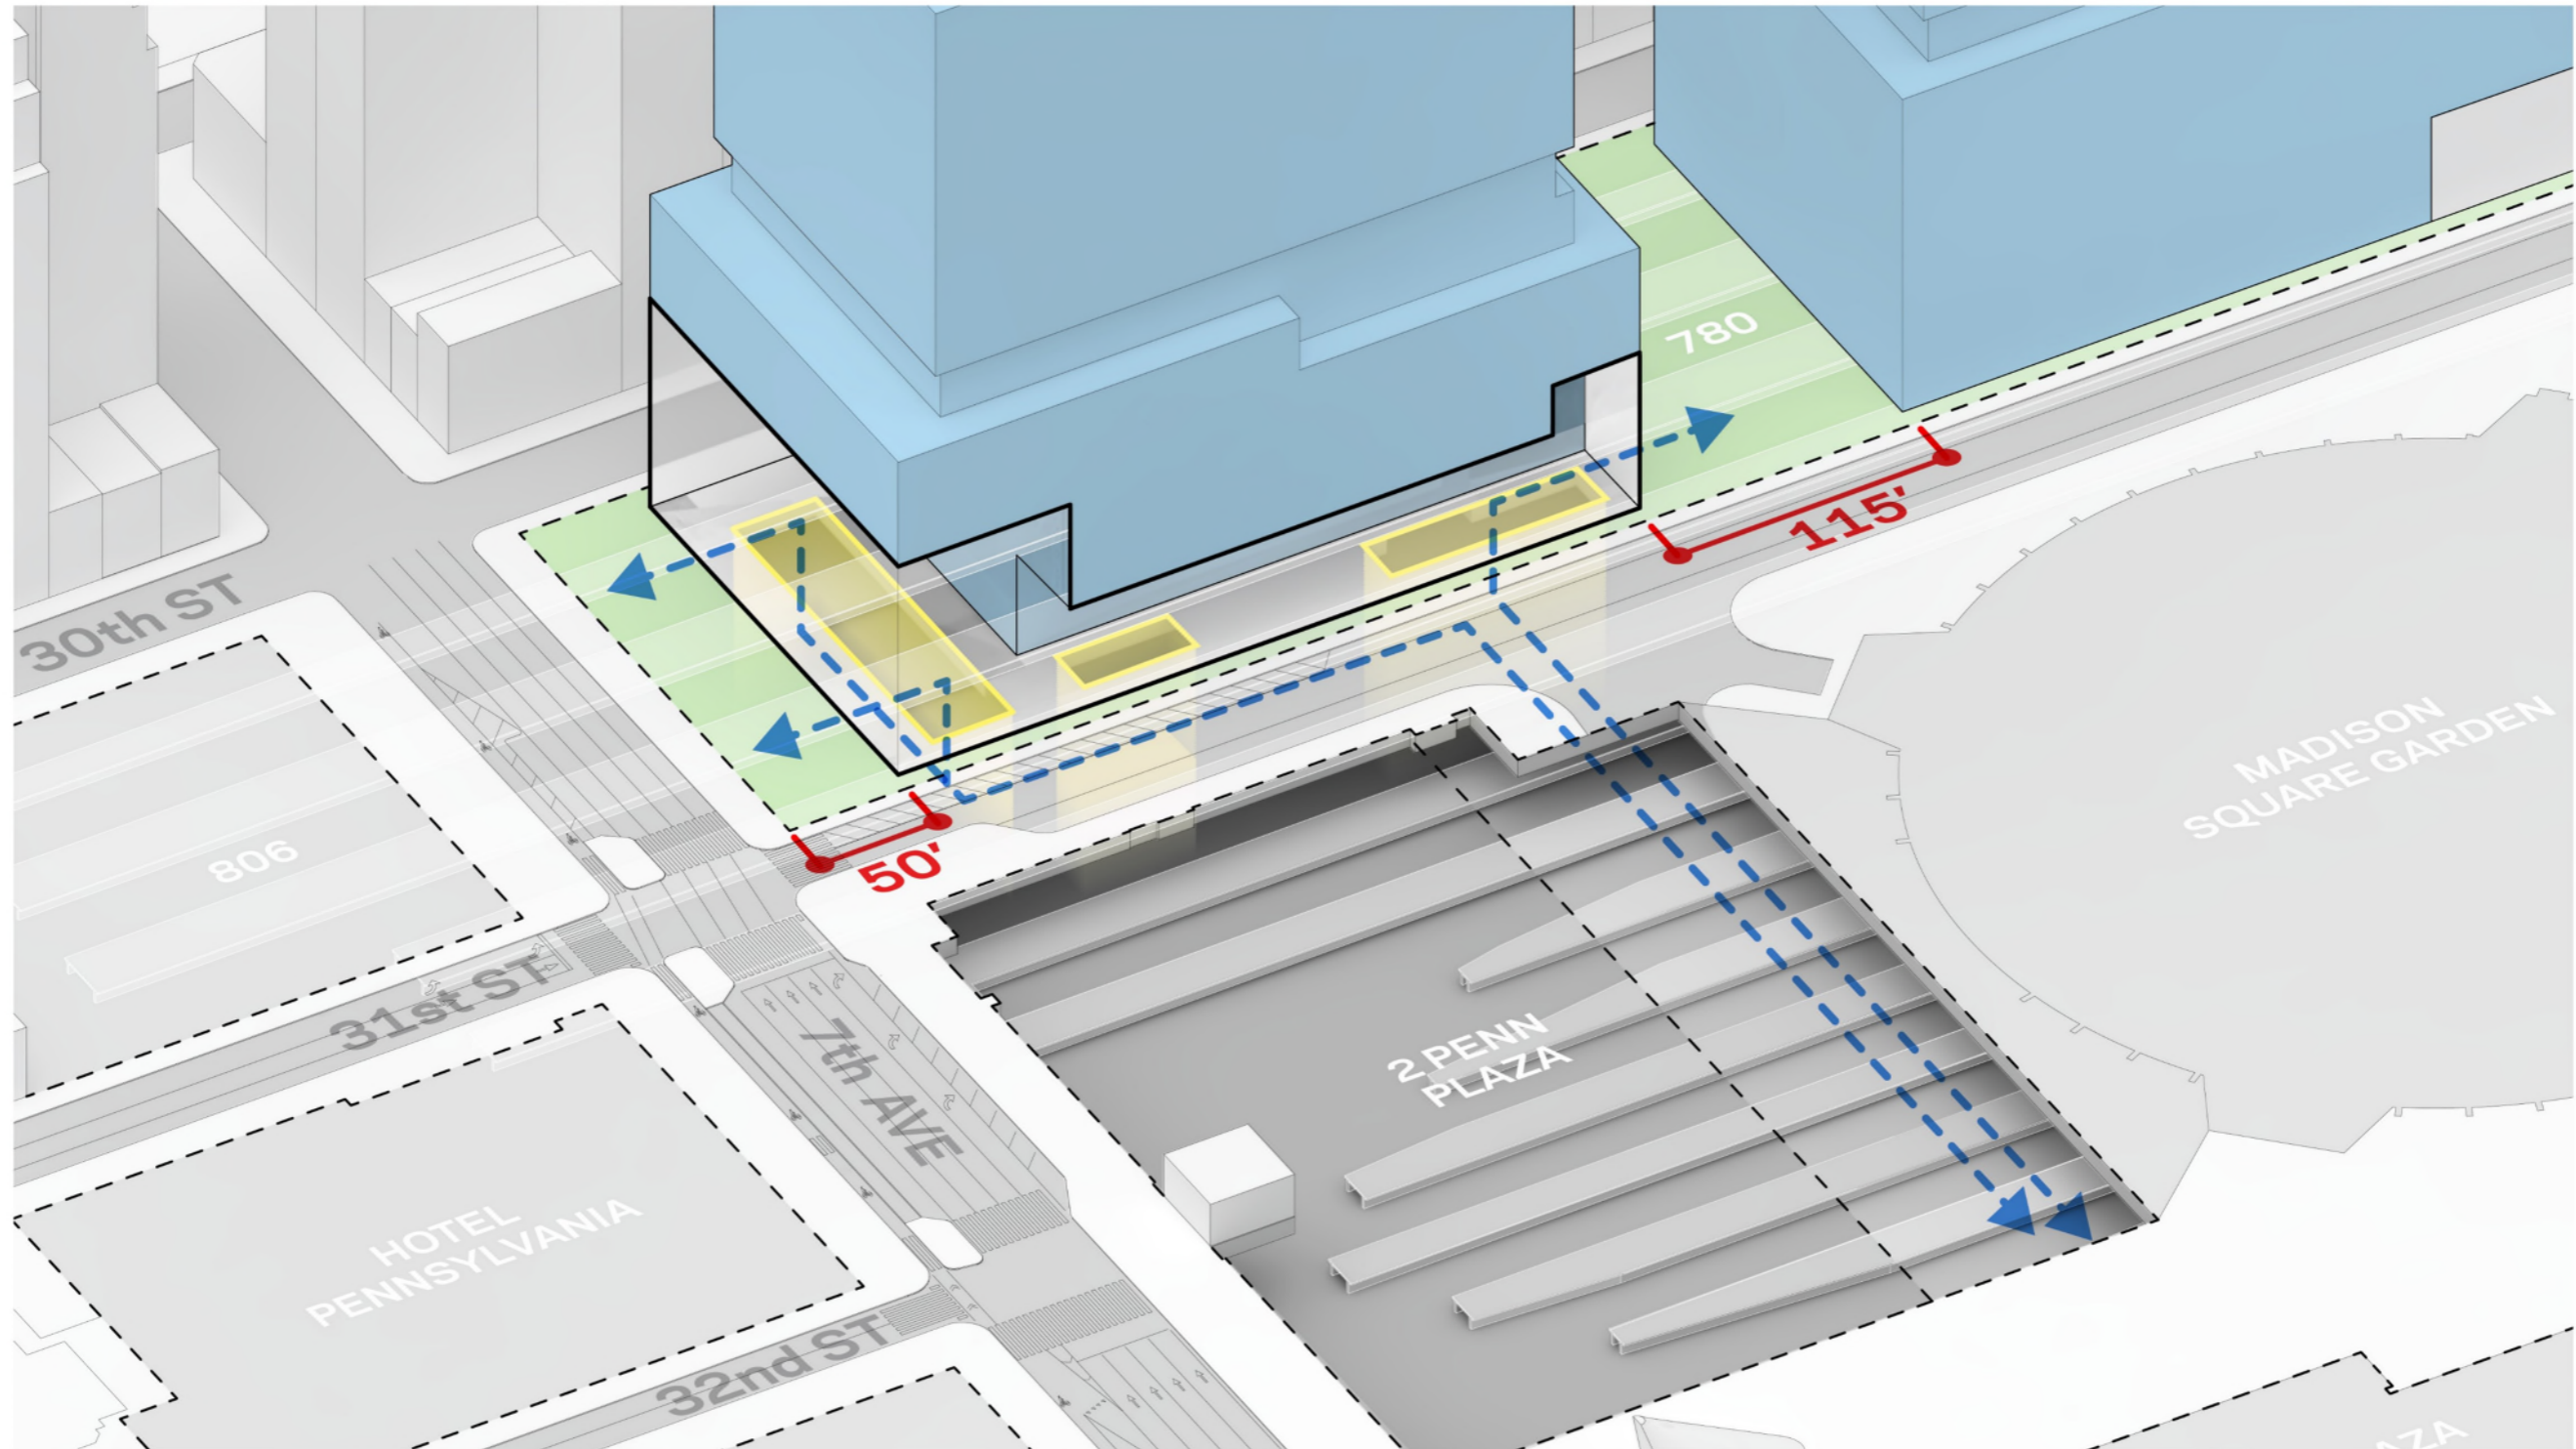 780
115'
30th ST
MADISON
SQUARE GARDEN
50'
806
31st ST
7th AVE
2 PENN
PLAZA
HOTEL
PENNSYLVANIA
32nd ST
AZA